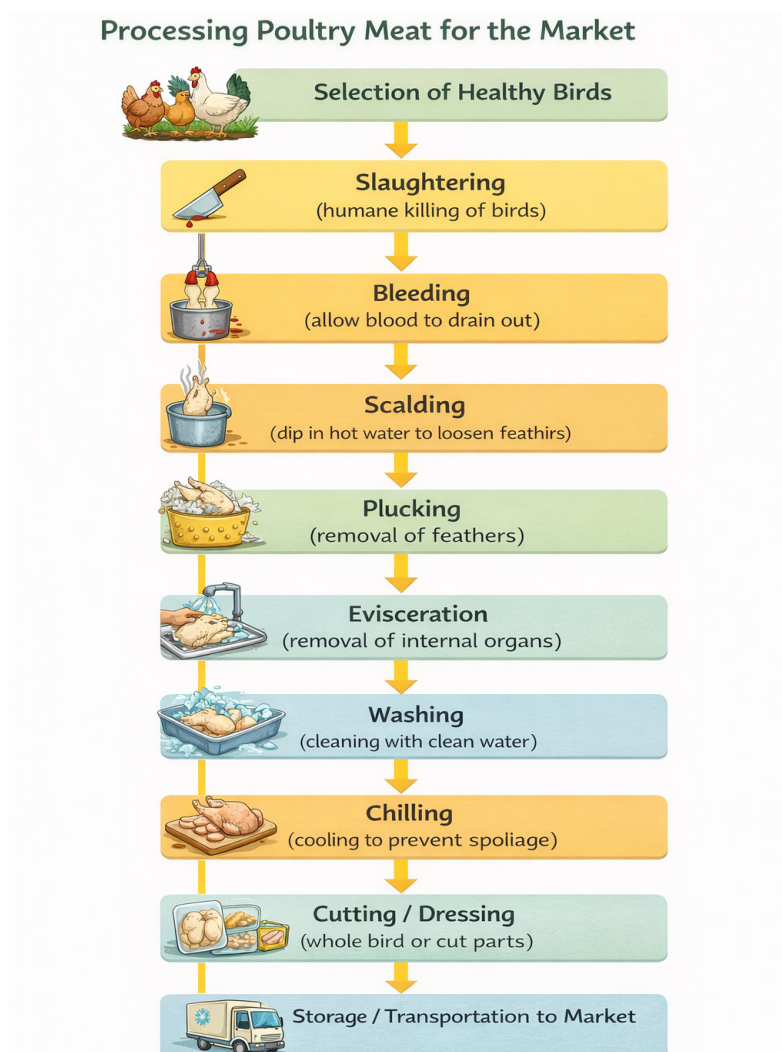 Processing Poultry Meat for the Market
Selection of Healthy Birds
Slaughtering
(humane killing of birds)
Bleeding
(allow blood to drain out)
Scalding
(dip in hot water to loosen feathirs)
Plucking
(removal of feathers)
Evisceration
(removal of internal organs)
Washing
(cleaning with clean water)
Chilling
(cooling to prevent spoliage)
Cutting / Dressing
(whole bird or cut parts)
Storage / Transportation to Market